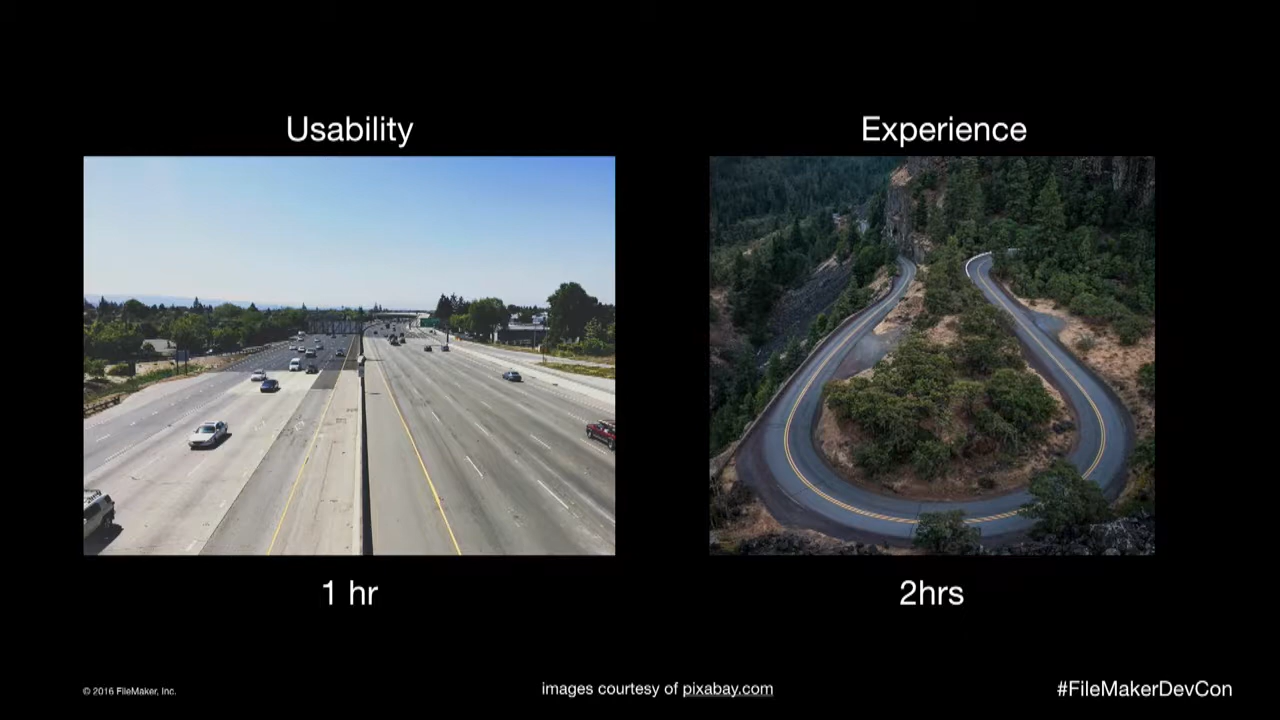 Usability
Experience
1 hr
2hrs
© 2016 FileMaker, Inc.
images courtesy of pixabay.com
#FileMakerDevCon